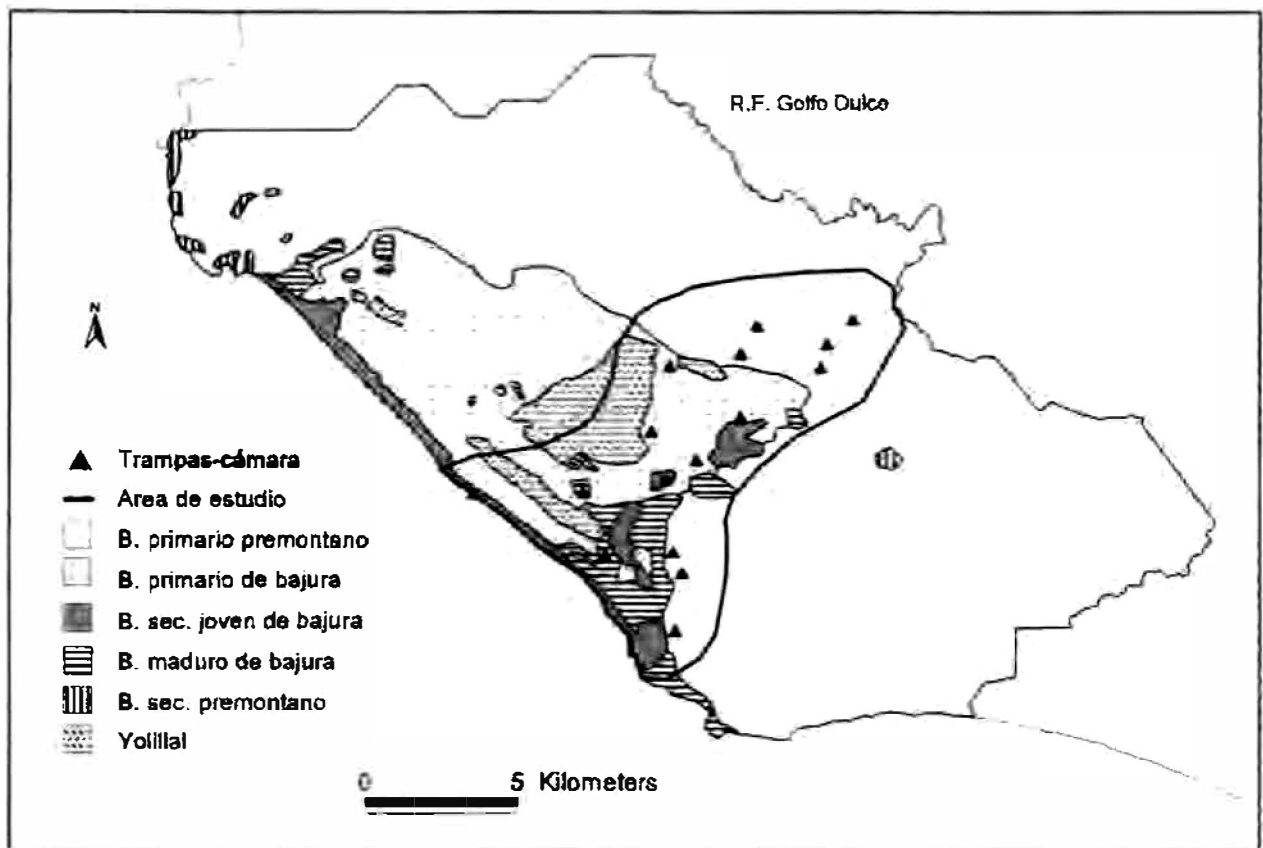 R.F. Golfo Dulce
N
Trampas-cámara
Area de estudio
B. primario premontano
B. primario de bajura
B. sec. joven de bajura
B. maduro de bajura
B. sec. premontano
Yolillal
0 5 Kilometers